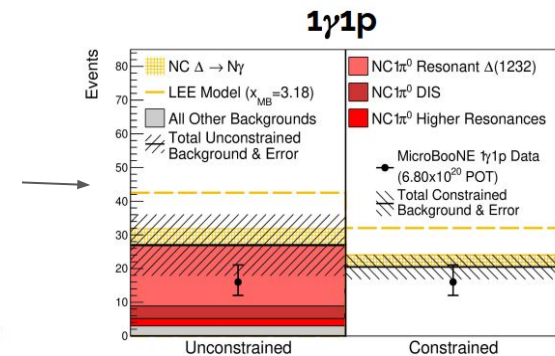 1γ1p
Events
80
70
60
50
40
30
20
10
0
NC Δ → Nγ
LEE Model (x_MB=3.18)
All Other Backgrounds
Total Unconstrained
Background & Error
NC1π⁰ Resonant Δ(1232)
NC1π⁰ DIS
NC1π⁰ Higher Resonances
MicroBooNE 1γ1p Data
(6.80x10²⁰ POT)
Total Constrained
Background & Error
Unconstrained
Constrained